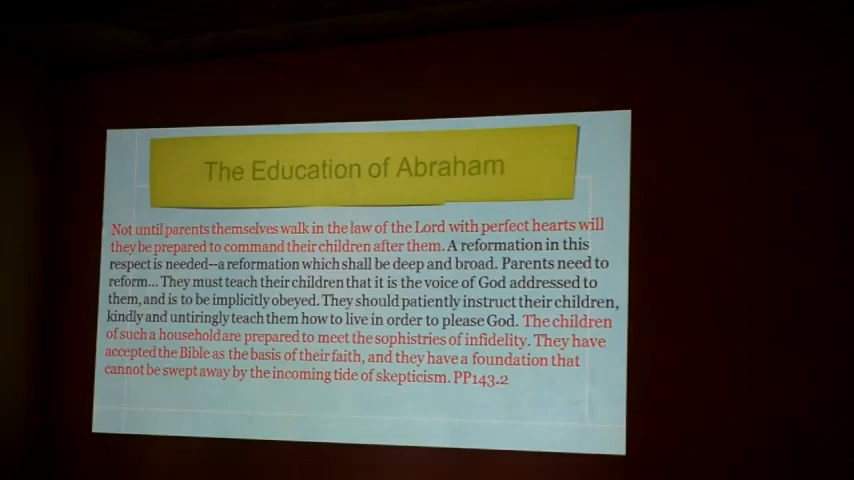 The Education of Abraham
Not until parents themselves walk in the law of the Lord with perfect hearts will
they be prepared to command their children after them. A reformation in this
respect is needed--a reformation which shall be deep and broad. Parents need to
reform... They must teach their children that it is the voice of God addressed to
them, and is to be implicitly obeyed. They should patiently instruct their children,
kindly and untiringly teach them how to live in order to please God. The children
of such a household are prepared to meet the sophistries of infidelity. They have
accepted the Bible as the basis of their faith, and they have a foundation that
cannot be swept away by the incoming tide of skepticism. PP143.2